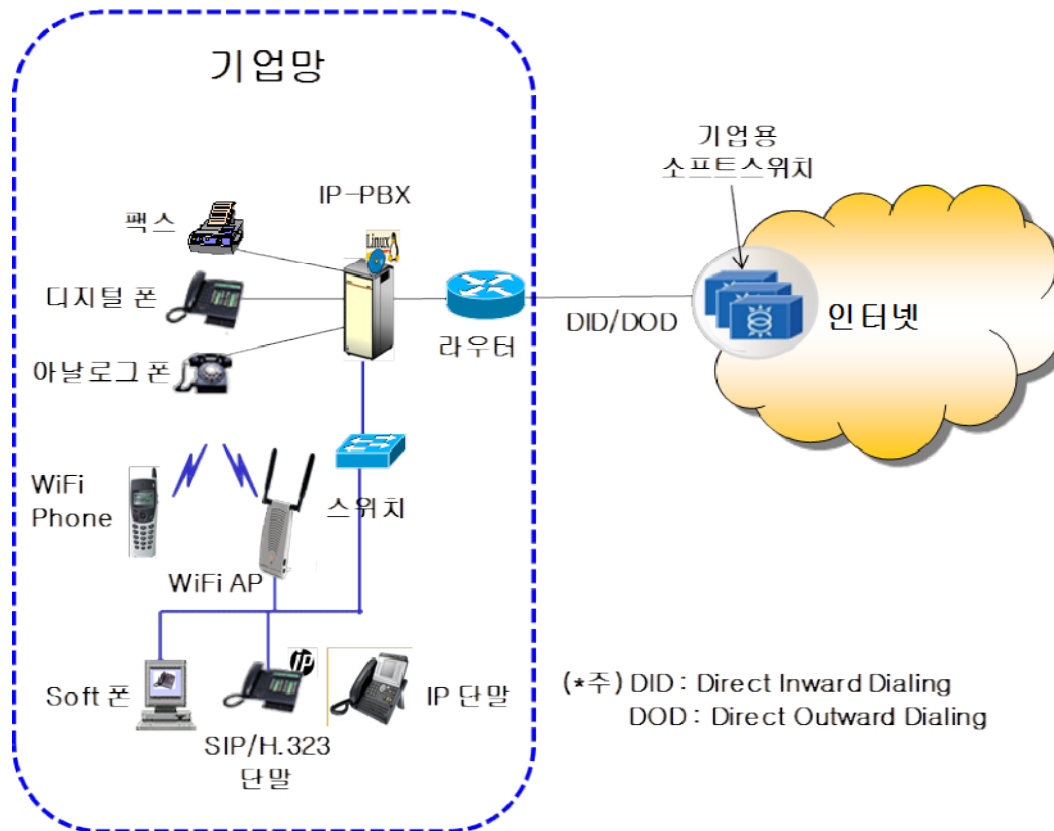 기업망
기업용
소프트스위치
IP-PBX
Linux
팩스
디지털 폰
아날로그 폰
라우터
DID/DOD
인터넷
WiFi
Phone
스위치
WiFi AP
Soft 폰
IP
SIP/H.323
단말
IP 단말
(*주) DID : Direct Inward Dialing
DOD : Direct Outward Dialing